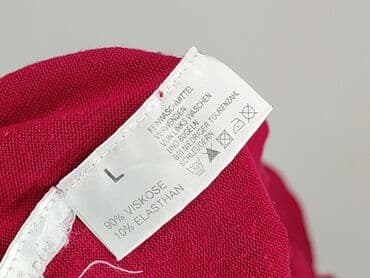 L
90% VISKOSE
10% ELASTHAN
FEINWASCHMITTEL
VERWENDEN
VON LINKS WASCHEN
UND BÜGELN
BEI NIEDRIGER TOURENZAHL
SCHLEUDERN